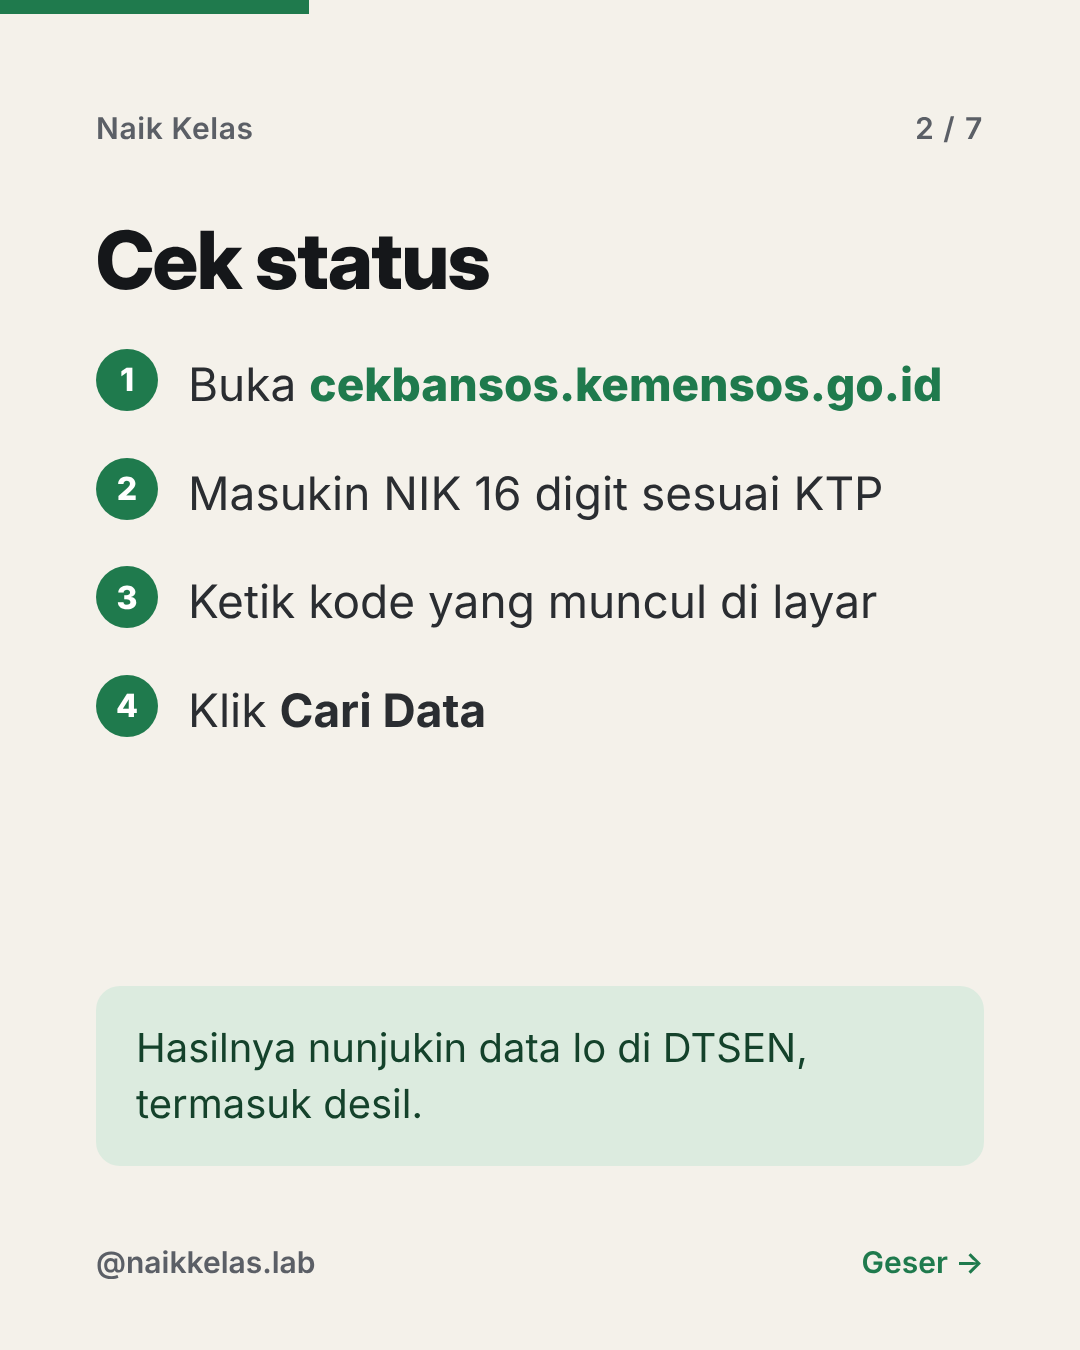 Naik Kelas
2 / 7
Cek status
1 Buka cekbansos.kemensos.go.id
2 Masukin NIK 16 digit sesuai KTP
3 Ketik kode yang muncul di layar
4 Klik Cari Data
Hasilnya nunjukin data lo di DTSEN,
termasuk desil.
@naikkelas.lab
Geser →